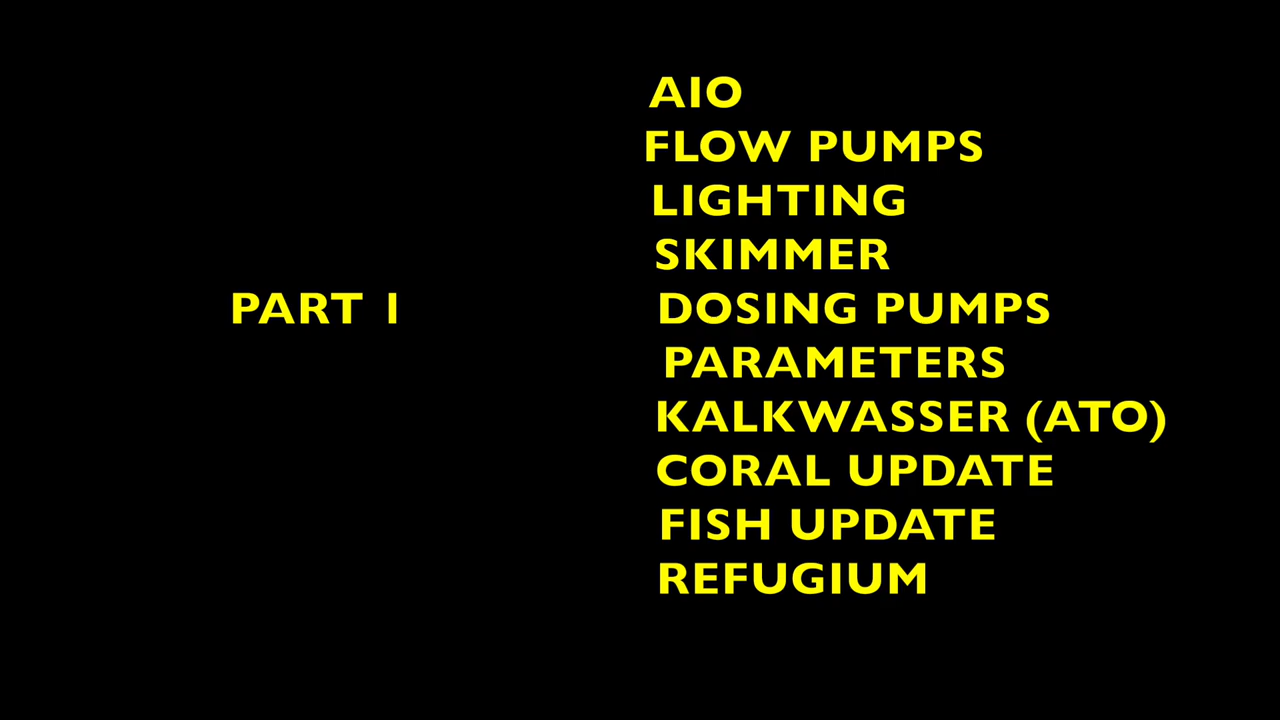 PART 1
AIO
FLOW PUMPS
LIGHTING
SKIMMER
DOSING PUMPS
PARAMETERS
KALKWASSER (ATO)
CORAL UPDATE
FISH UPDATE
REFUGIUM